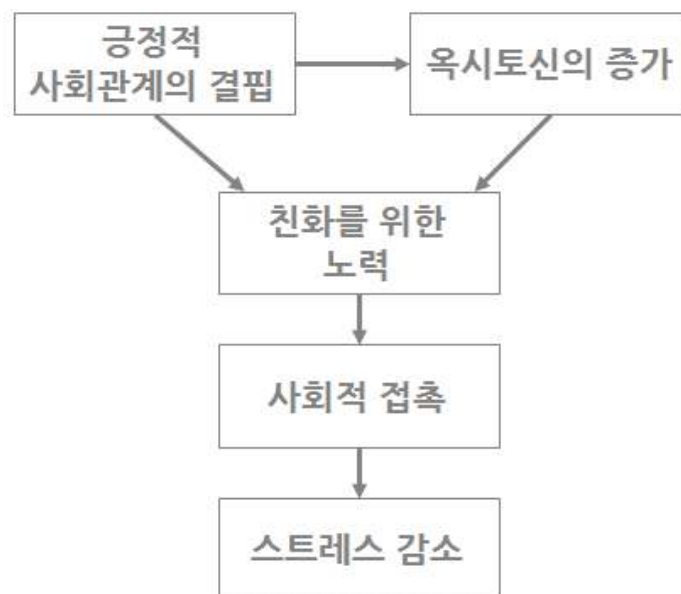 긍정적
사회관계의 결핍
옥시토신의 증가
친화를 위한
노력
사회적 접촉
스트레스 감소